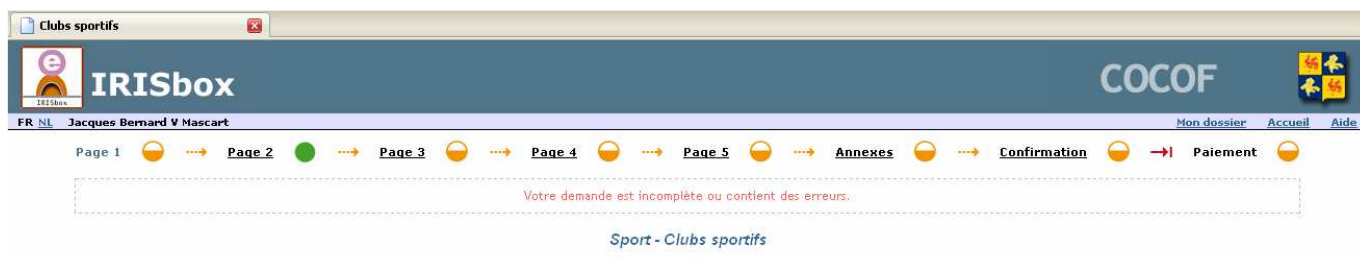 Clubs sportifs
e
IRISbox
IRISbox
COCOF
FR NL Jacques Bernard V Mascart Mon dossier Accueil Aide
Page 1 Page 2 Page 3 Page 4 Page 5 Annexes Confirmation Paiement
Votre demande est incomplète ou contient des erreurs.
Sport - Clubs sportifs